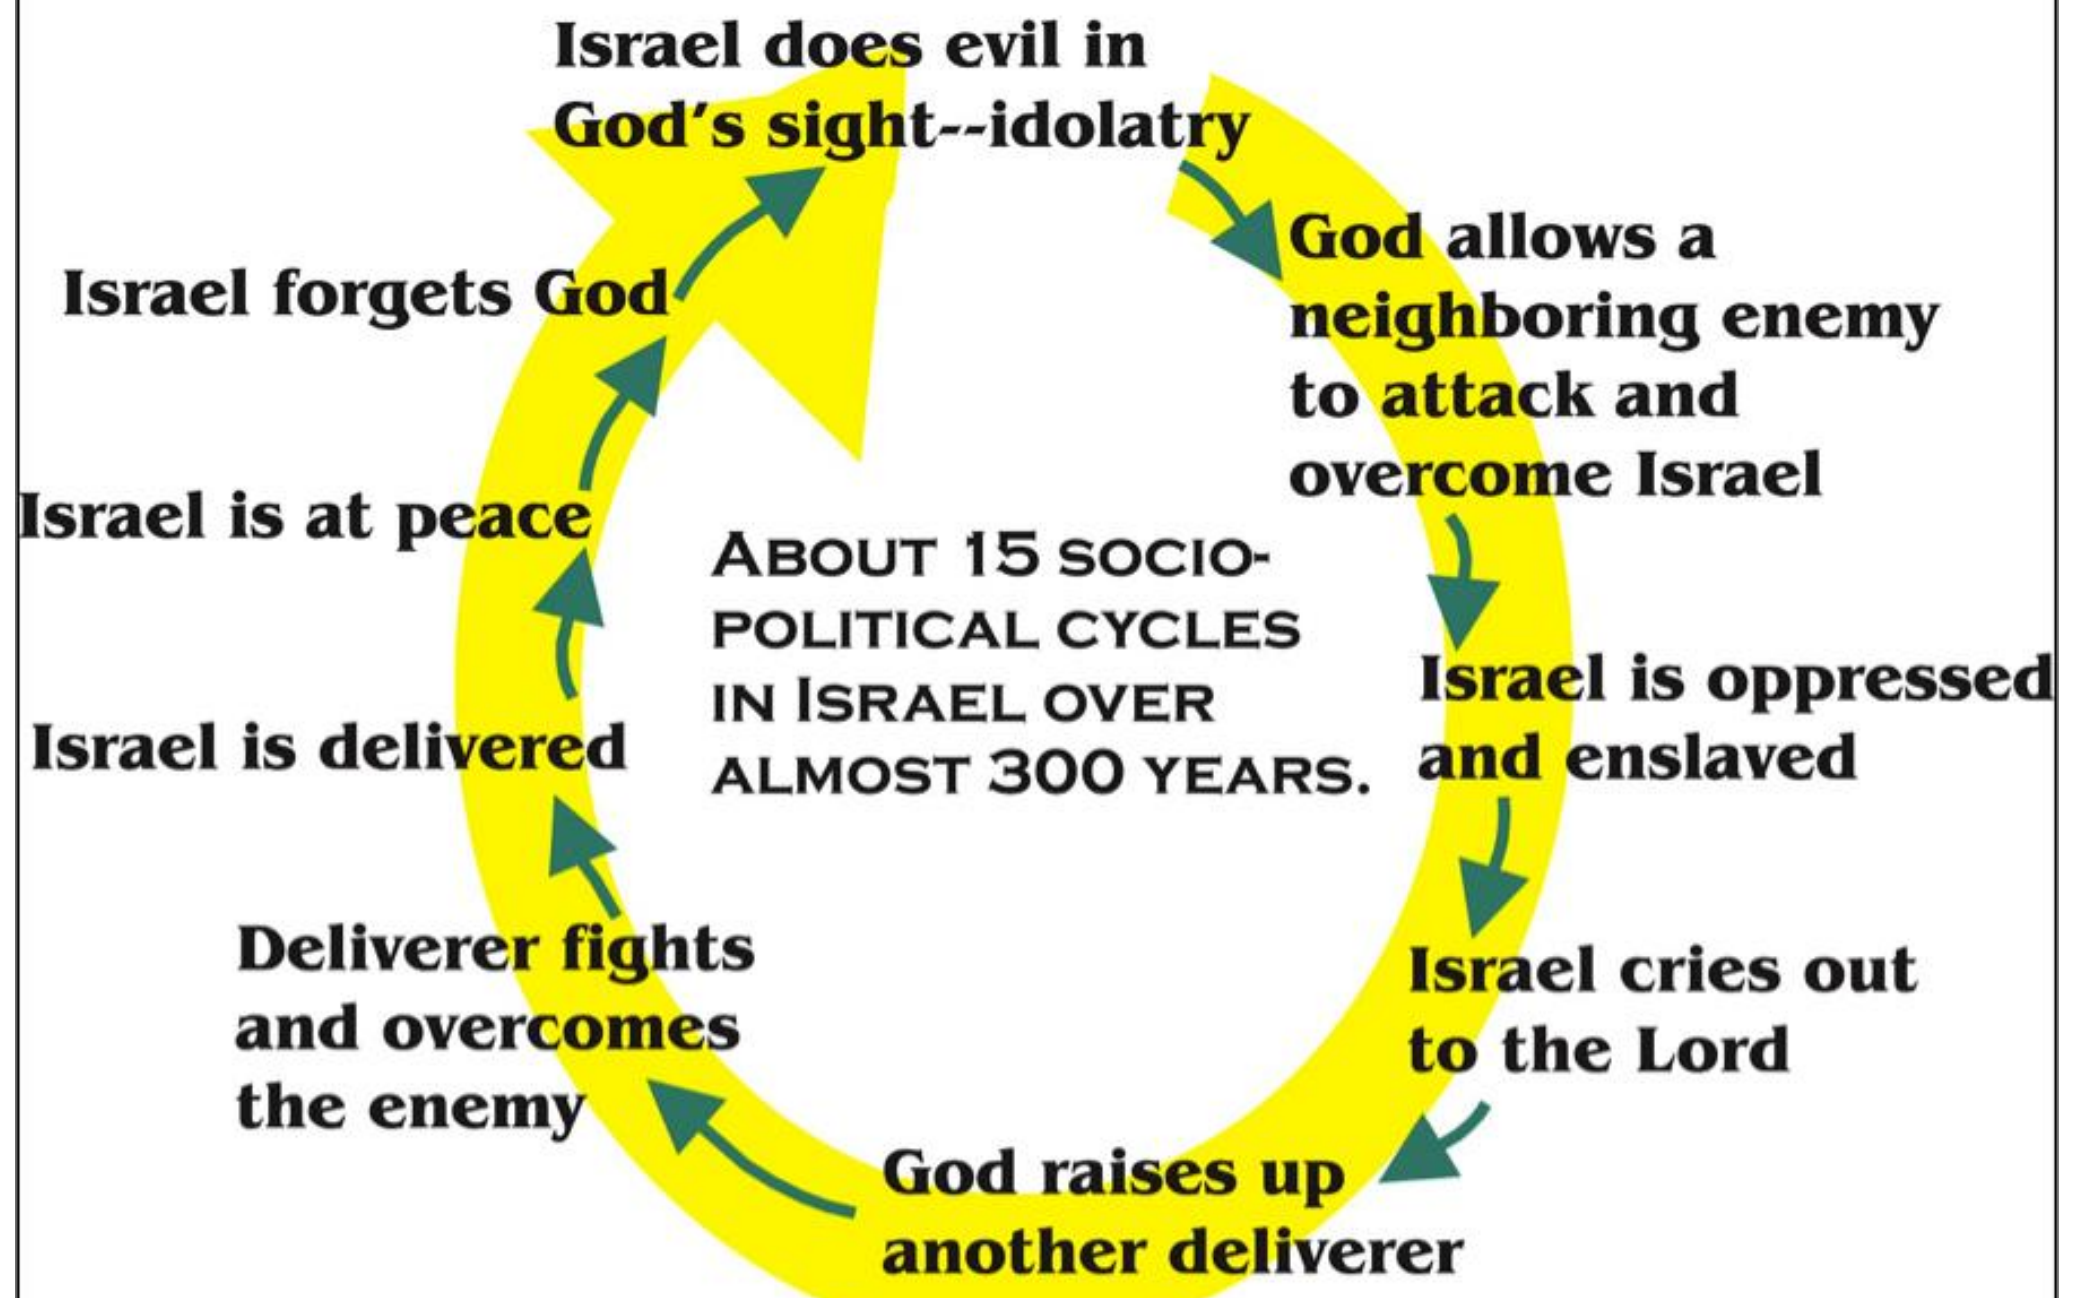 Israel does evil in
God's sight--idolatry
God allows a
neighboring enemy
to attack and
overcome Israel
Israel is oppressed
and enslaved
Israel cries out
to the Lord
God raises up
another deliverer
Deliverer fights
and overcomes
the enemy
Israel is delivered
Israel is at peace
Israel forgets God
ABOUT 15 SOCIO-
POLITICAL CYCLES
IN ISRAEL OVER
ALMOST 300 YEARS.